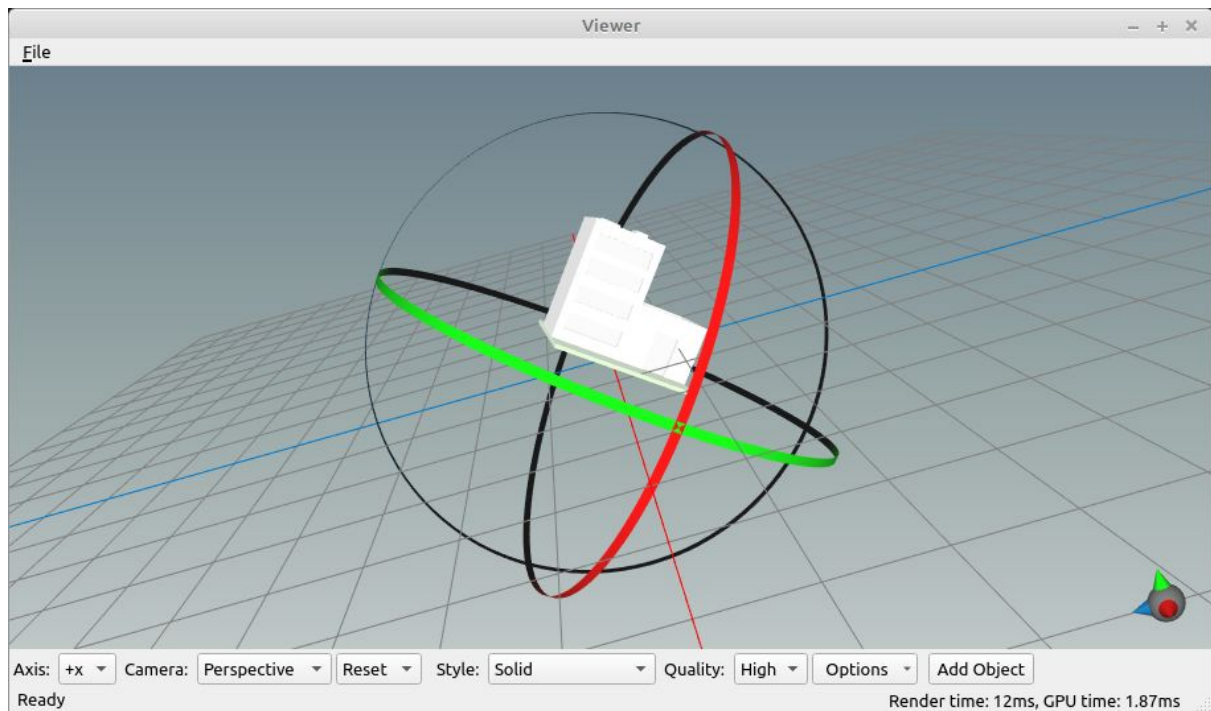 Viewer
File
Axis: +x Camera: Perspective Reset Style: Solid Quality: High Options Add Object
Ready Render time: 12ms, GPU time: 1.87ms